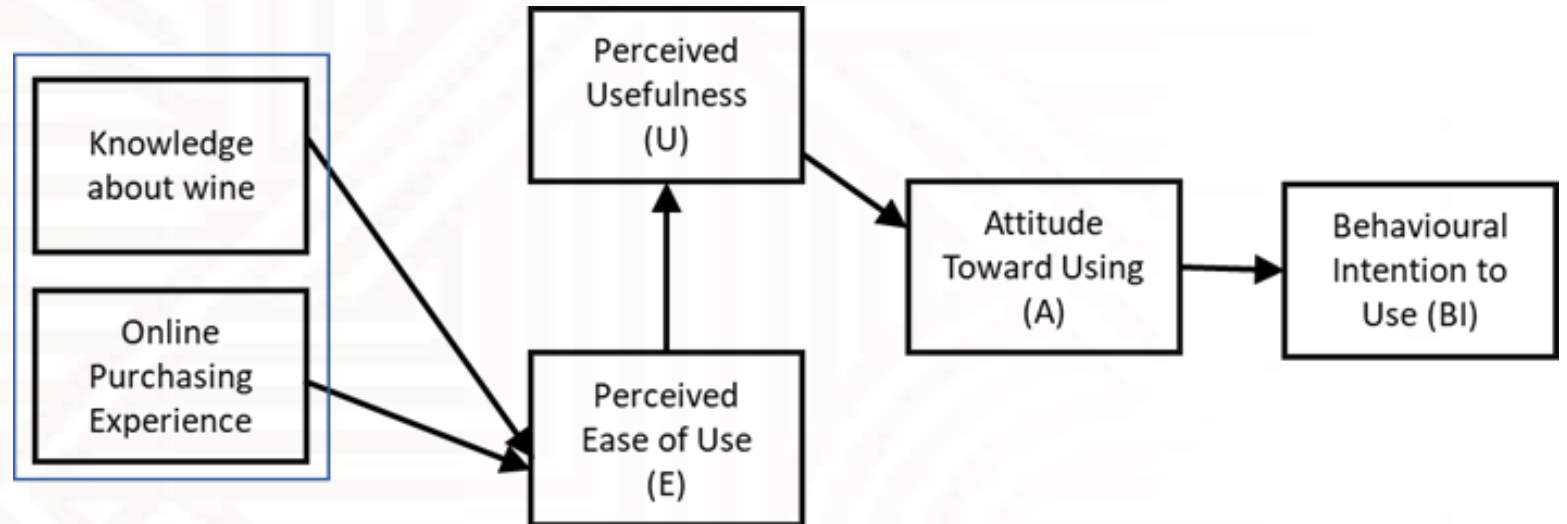 Knowledge
about wine
Online
Purchasing
Experience
Perceived
Usefulness
(U)
Perceived
Ease of Use
(E)
Attitude
Toward Using
(A)
Behavioural
Intention to
Use (BI)